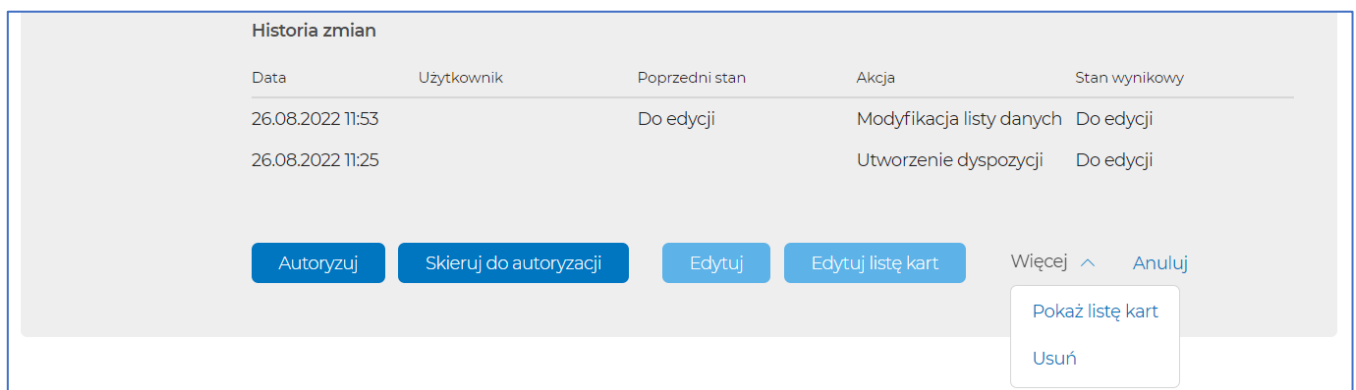 Historia zmian
Data Użytkownik Poprzedni stan Akcja Stan wynikowy
26.08.2022 11:53 Do edycji Modyfikacja listy danych Do edycji
26.08.2022 11:25 Utworzenie dyspozycji Do edycji
Autoryzuj Skieruj do autoryzacji Edytuj Edytuj listę kart Więcej Anuluj
Pokaż listę kart
Usuń